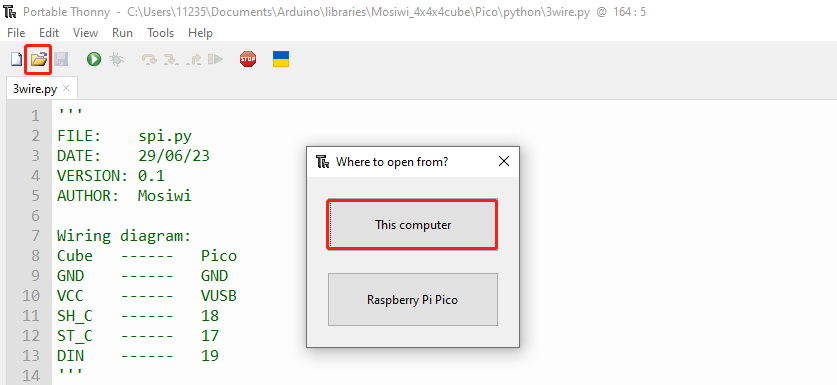 Portable Thonny - C:\Users\11235\Documents\Arduino\libraries\Mosiwi_4x4x4cube\Pico\python\3wire.py @ 164 : 5
File Edit View Run Tools Help
STOP
3wire.py
1 '''
2 FILE: spi.py
3 DATE: 29/06/23
4 VERSION: 0.1
5 AUTHOR: Mosiwi
6
7 Wiring diagram:
8 Cube ------ Pico
9 GND ------ GND
10 VCC ------ VUSB
11 SH_C ------ 18
12 ST_C ------ 17
13 DIN ------ 19
14 '''
Where to open from?
This computer
Raspberry Pi Pico